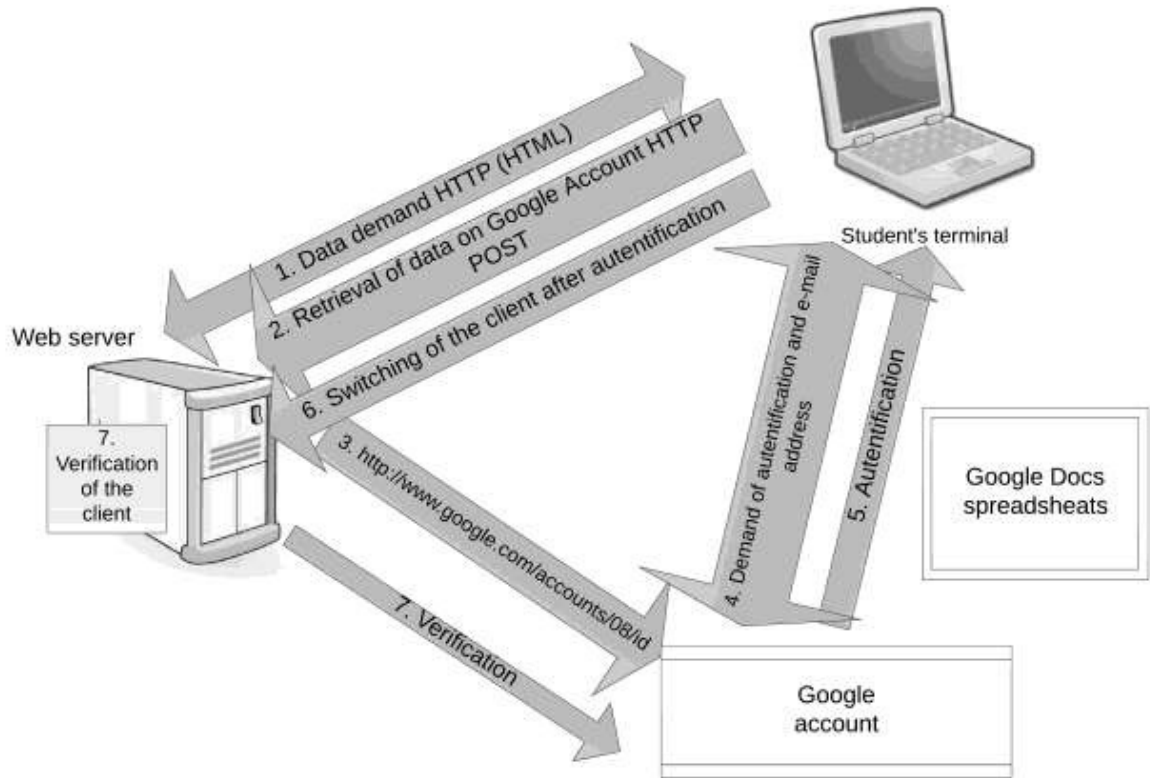 1. Data demand HTTP (HTML)
2. Retrieval of data on Google Account HTTP
POST
6. Switching of the client after autentification
Student's terminal
Web server
7.
Verification
of the
client
3. http://www.google.com/accounts/08/id
7. Verification
4. Demand of autentification and e-mail
address
5. Autentification
Google Docs
spreadsheats
Google
account